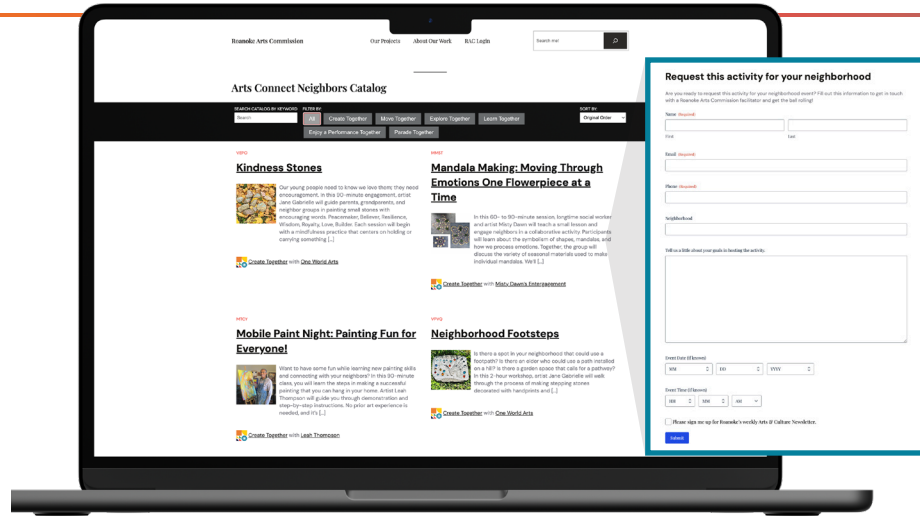 Roanoke Arts Commission
Our Projects About Our Work RAC Login
Search me!
Arts Connect Neighbors Catalog
SEARCH CATALOG BY KEYWORD
Search
FILTER BY:
All Create Together Move Together Explore Together Learn Together
Enjoy a Performance Together Parade Together
SORT BY:
Original Order
Kindness Stones
Our young people need to know we love them; they need
encouragement. In this 90-minute engagement, artist
Jane Gabrielle will guide parents, grandparents, and
neighbor groups in painting small stones with
encouraging words. Peacemaker, Believer, Resilience,
Wisdom, Royalty, Love, Builder. Each session will begin
with a mindfulness practice that centers on holding or
carrying something [...]
Create Together with One World Arts
Mandala Making: Moving Through
Emotions One Flowerpiece at a
Time
In this 60- to 90-minute session, longtime social worker
and artist Misty Dawn will teach a small lesson and
engage neighbors in a collaborative activity. Participants
will learn about the symbolism of shapes, mandalas, and
how we process emotions. Together, the group will
discuss the variety of seasonal materials used to make
individual mandalas. We'll [...]
Create Together with Misty Dawn's Entergagement
Mobile Paint Night: Painting Fun for
Everyone!
Want to have some fun while learning new painting skills
and connecting with your neighbors? In this 90-minute
class, you will learn the steps in making a successful
painting that you can hang in your home. Artist Leah
Thompson will guide you through demonstration and
step-by-step instructions. No prior art experience is
needed, and it's [...]
Create Together with Leah Thompson
Neighborhood Footsteps
Is there a spot in your neighborhood that could use a
footpath? Is there an elder who could use a path installed
on a hill? Is there a garden space that calls for a pathway?
In this 2-hour workshop, artist Jane Gabrielle will walk
through the process of making stepping stones
decorated with handprints and [...]
Create Together with One World Arts
Request this activity for your neighborhood
Are you ready to request this activity for your neighborhood event? Fill out this information to get in touch
with a Roanoke Arts Commission facilitator and get the ball rolling!
Name (Required)
First Last
Email (Required)
Phone (Required)
Neighborhood
Tell us a little about your goals in hosting the activity.
Event Date (if known)
MM DD YYYY
Event Time (if known)
HH MM AM
Please sign me up for Roanoke's weekly Arts & Culture Newsletter.
Submit